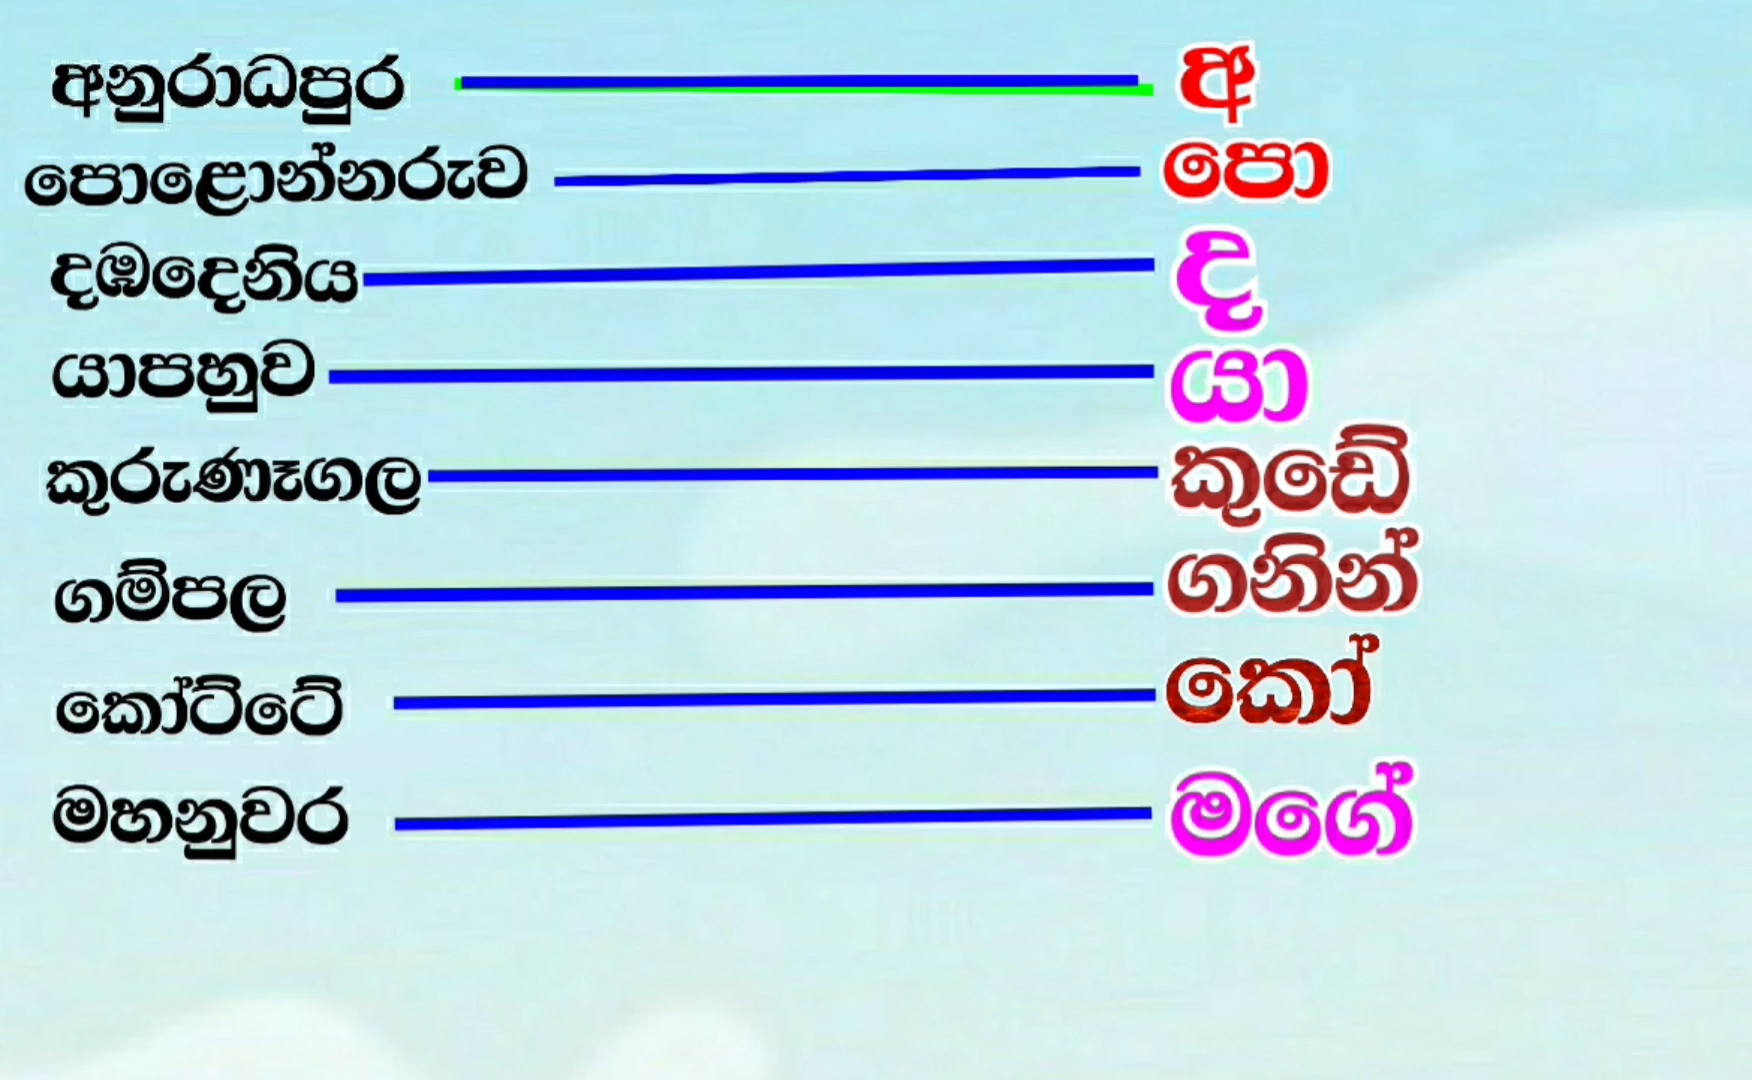 අනුරාධපුර අ
පොළොන්නරුව පො
දඹදෙනිය ද
යාපහුව යා
කුරුණෑගල කුඩේ
ගම්පල ගනින්
කෝට්ටේ කෝ
මහනුවර මගේ